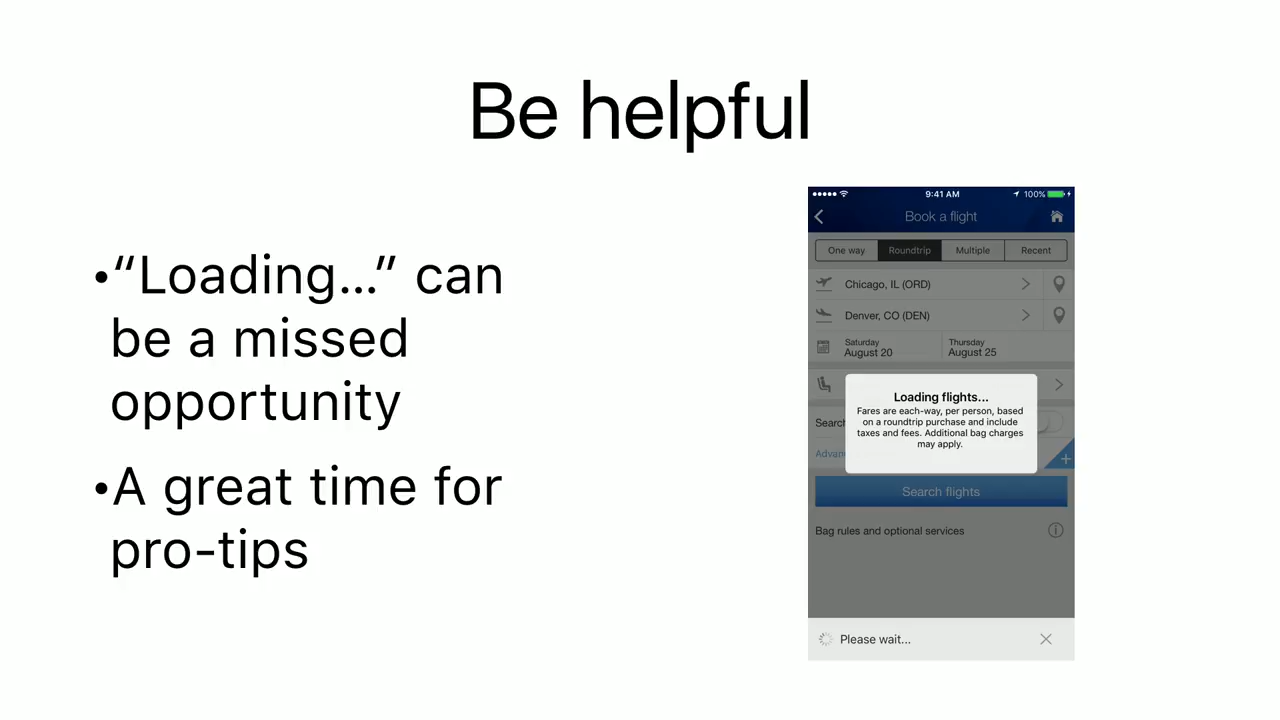 Be helpful
•“Loading...” can
be a missed
opportunity
•A great time for
pro-tips
9:41 AM
100%
Book a flight
One way
Roundtrip
Multiple
Recent
Chicago, IL (ORD)
Denver, CO (DEN)
Saturday
August 20
Thursday
August 25
Loading flights...
Fares are each-way, per person, based
on a roundtrip purchase and include
taxes and fees. Additional bag charges
may apply.
Search flights
Bag rules and optional services
Please wait...